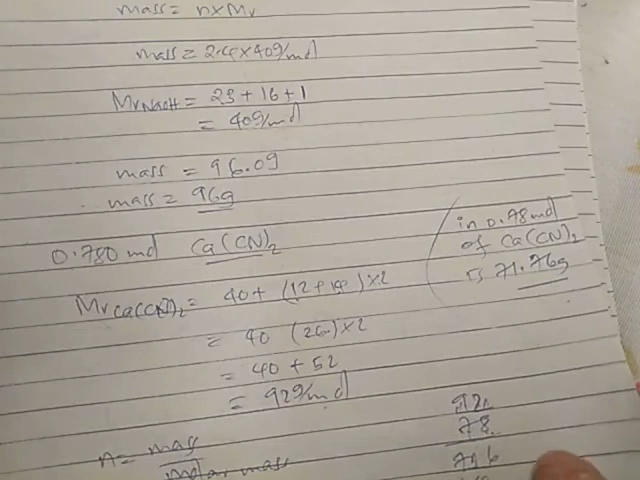 mass = n × Mr
mass = 2.4 × 40g/mol
Mr NaOH = 23 + 16 + 1
= 40g/mol
mass = 96.0g
mass = 96g
0.780 mol Ca(CN)2
in 0.78mol
of Ca(CN)2
is 71.76g
Mr Ca(CN)2 = 40 + (12 + 14) × 2
= 40 (26) × 2
= 40 + 52
= 92g/mol
n = mass
molar mass
92
78
736